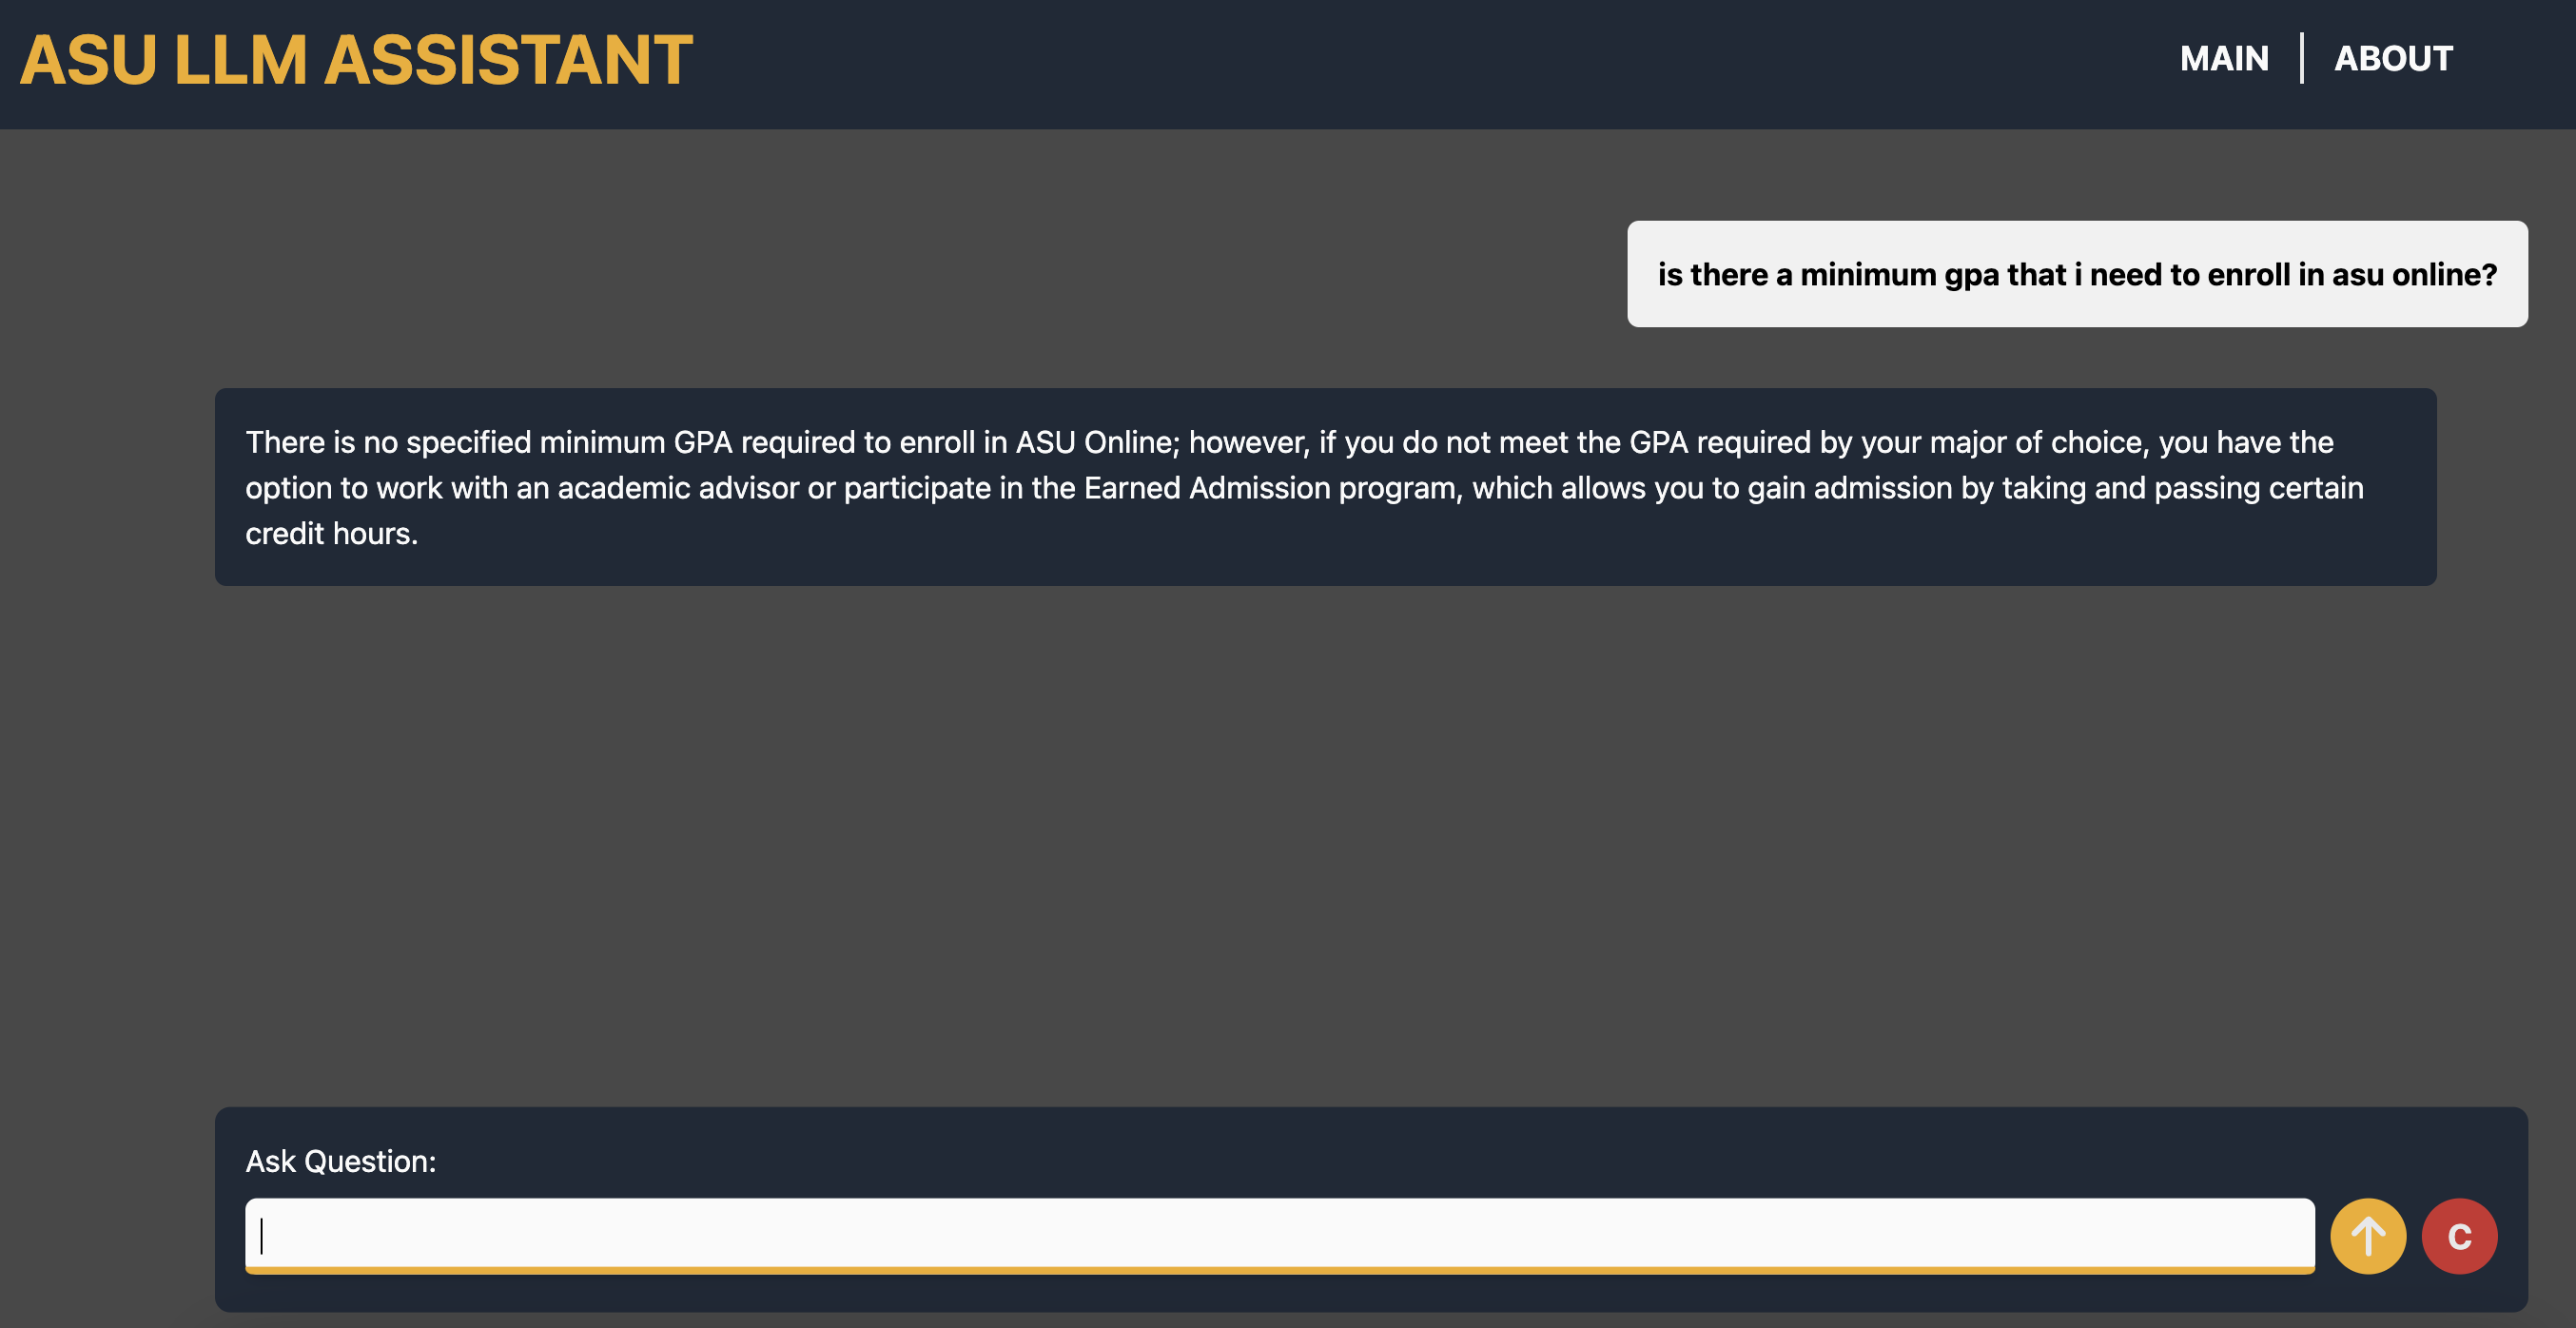 ASU LLM ASSISTANT
MAIN | ABOUT
is there a minimum gpa that i need to enroll in asu online?
There is no specified minimum GPA required to enroll in ASU Online; however, if you do not meet the GPA required by your major of choice, you have the
option to work with an academic advisor or participate in the Earned Admission program, which allows you to gain admission by taking and passing certain
credit hours.
Ask Question:
C